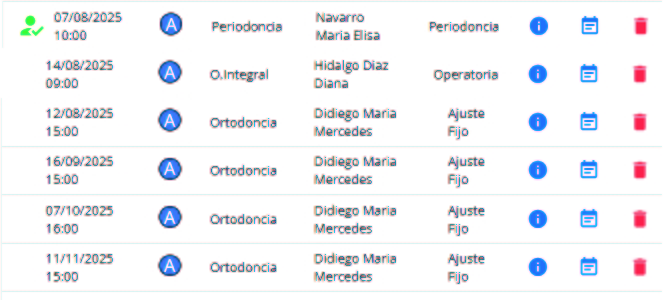 07/08/2025
10:00
A
Periodoncia
Navarro
Maria Elisa
Periodoncia
14/08/2025
09:00
A
O.Integral
Hidalgo Diaz
Diana
Operatoria
12/08/2025
15:00
A
Ortodoncia
Didiego Maria
Mercedes
Ajuste
Fijo
16/09/2025
15:00
A
Ortodoncia
Didiego Maria
Mercedes
Ajuste
Fijo
07/10/2025
16:00
A
Ortodoncia
Didiego Maria
Mercedes
Ajuste
Fijo
11/11/2025
15:00
A
Ortodoncia
Didiego Maria
Mercedes
Ajuste
Fijo